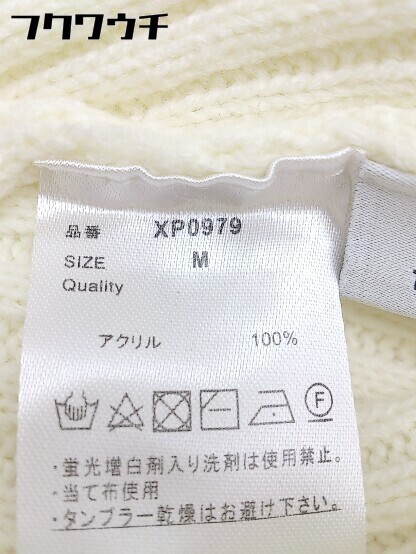 フクワウチ
品番 XP0979
SIZE M
Quality
アクリル 100%
F
・蛍光増白剤入り洗剤は使用禁止。
・当て布使用
・タンブラー乾燥はお避け下さい。